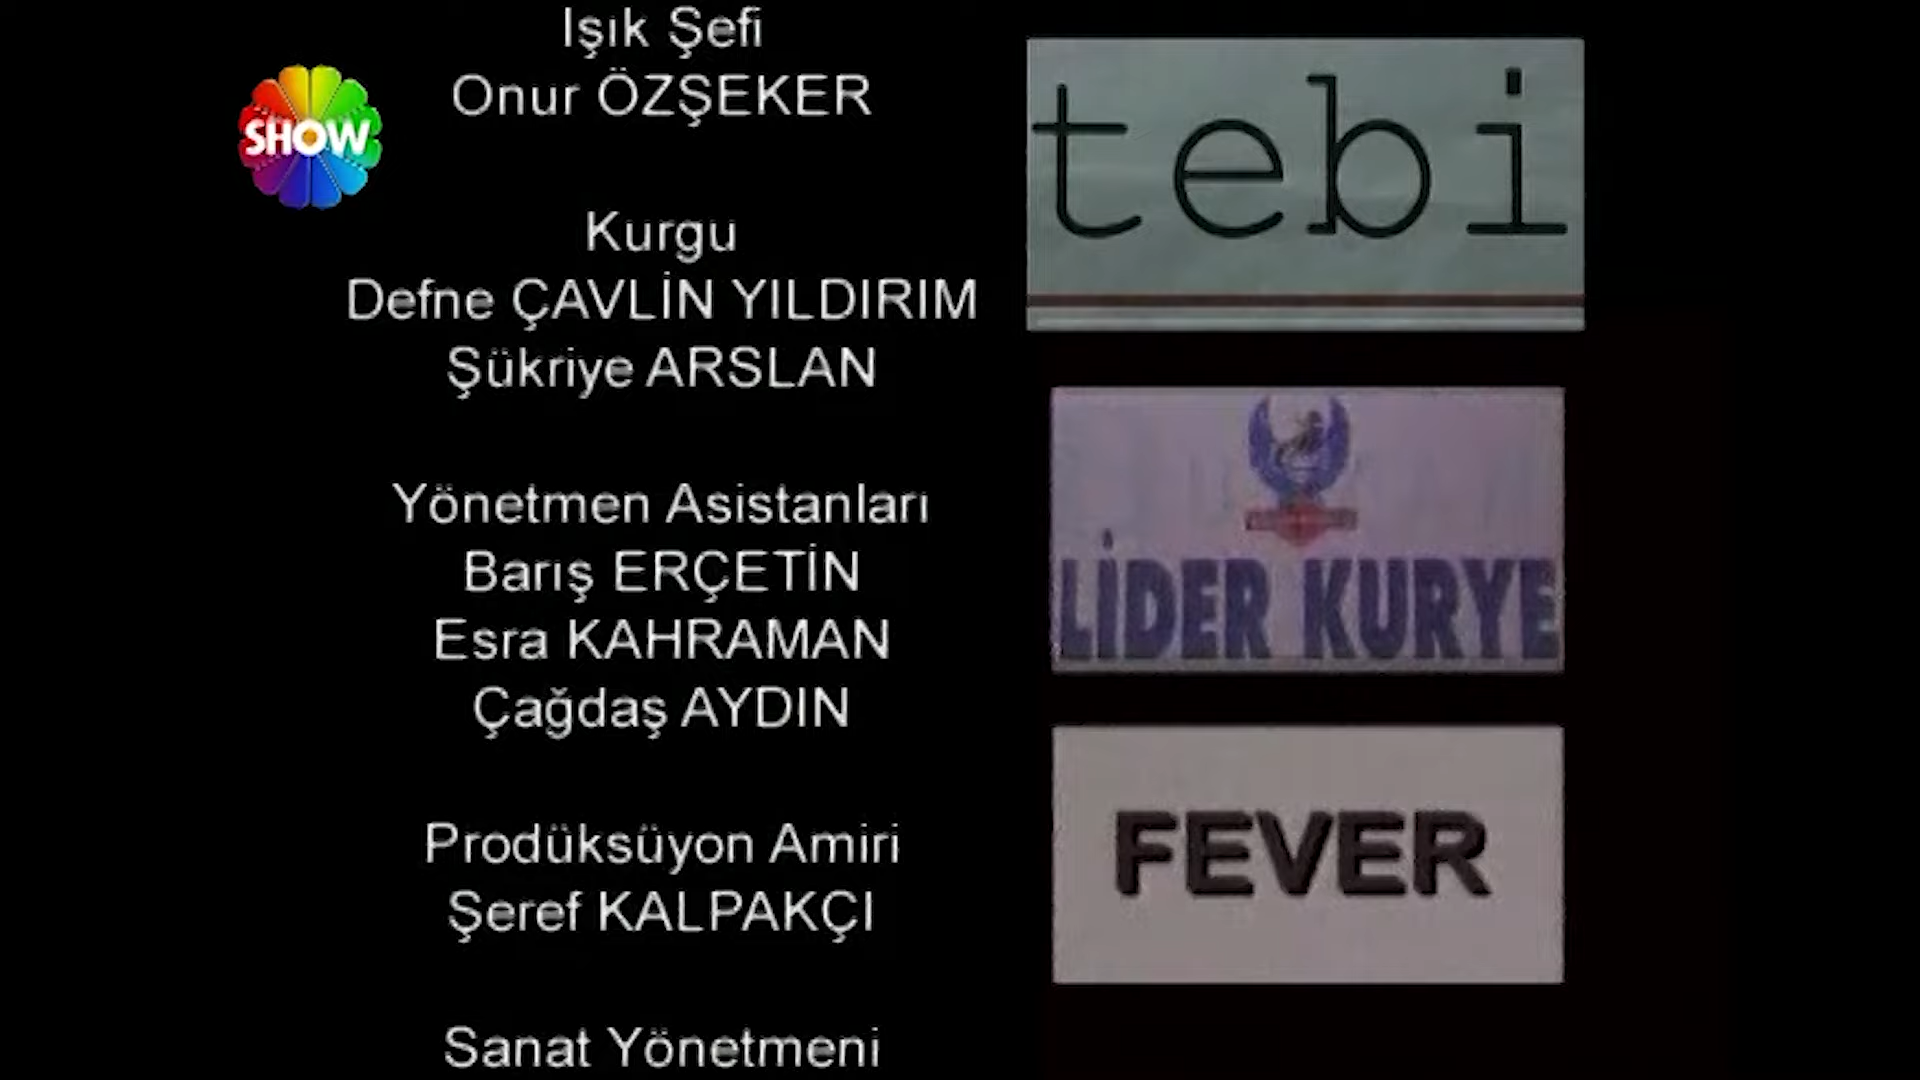 Işık Şefi
Onur ÖZŞEKER
SHOW
Kurgu
Defne ÇAVLİN YILDIRIM
Şükriye ARSLAN
Yönetmen Asistanları
Barış ERÇETİN
Esra KAHRAMAN
Çağdaş AYDIN
Prodüksüyon Amiri
Şeref KALPAKÇI
Sanat Yönetmeni
tebi
LİDER KURYE
FEVER